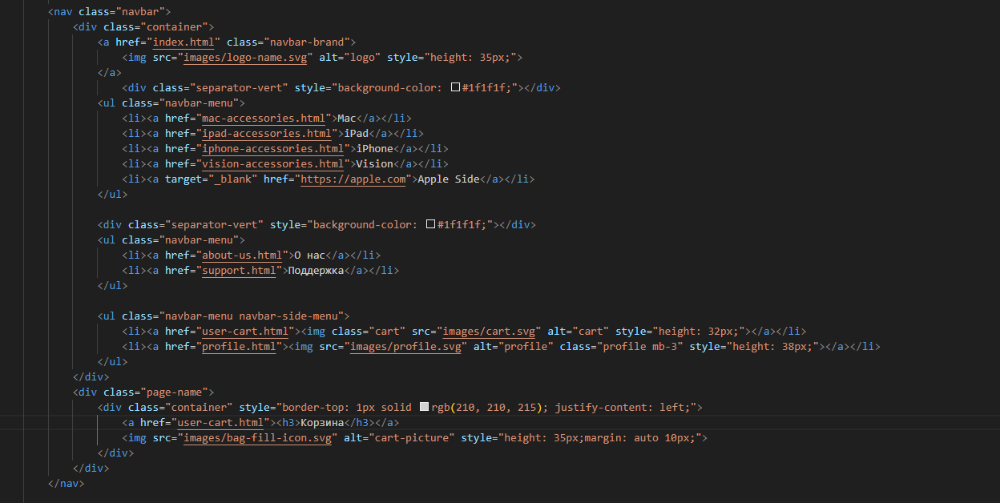 <nav class="navbar">
<div class="container">
<a href="index.html" class="navbar-brand">
<img src="images/logo-name.svg" alt="logo" style="height: 35px;">
</a>
<div class="separator-vert" style="background-color: #1f1f1f;"></div>
<ul class="navbar-menu">
<li><a href="mac-accessories.html">Mac</a></li>
<li><a href="ipad-accessories.html">iPad</a></li>
<li><a href="iphone-accessories.html">iPhone</a></li>
<li><a href="vision-accessories.html">Vision</a></li>
<li><a target="_blank" href="https://apple.com">Apple Side</a></li>
</ul>
<div class="separator-vert" style="background-color: #1f1f1f;"></div>
<ul class="navbar-menu">
<li><a href="about-us.html">О нас</a></li>
<li><a href="support.html">Поддержка</a></li>
</ul>
<ul class="navbar-menu navbar-side-menu">
<li><a href="user-cart.html"><img class="cart" src="images/cart.svg" alt="cart" style="height: 32px;"></a></li>
<li><a href="profile.html"><img src="images/profile.svg" alt="profile" class="profile mb-3" style="height: 38px;"></a></li>
</ul>
</div>
<div class="page-name">
<div class="container" style="border-top: 1px solid rgb(210, 210, 215); justify-content: left;">
<a href="user-cart.html"><h3>Корзина</h3></a>
<img src="images/bag-fill-icon.svg" alt="cart-picture" style="height: 35px;margin: auto 10px;">
</div>
</div>
</nav>